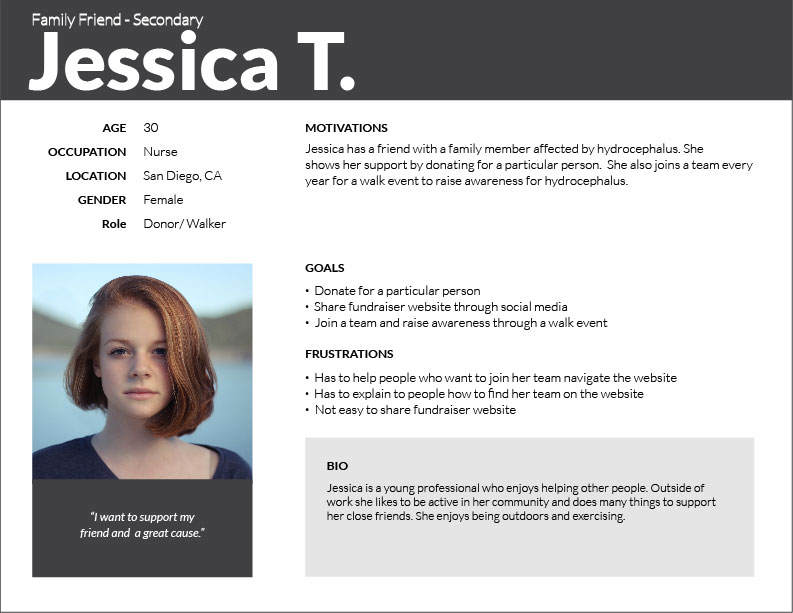 Family Friend - Secondary
Jessica T.
AGE 30
OCCUPATION Nurse
LOCATION San Diego, CA
GENDER Female
Role Donor/ Walker
MOTIVATIONS
Jessica has a friend with a family member affected by hydrocephalus. She
shows her support by donating for a particular person. She also joins a team every
year for a walk event to raise awareness for hydrocephalus.
GOALS
• Donate for a particular person
• Share fundraiser website through social media
• Join a team and raise awareness through a walk event
FRUSTRATIONS
• Has to help people who want to join her team navigate the website
• Has to explain to people how to find her team on the website
• Not easy to share fundraiser website
BIO
Jessica is a young professional who enjoys helping other people. Outside of
work she likes to be active in her community and does many things to support
her close friends. She enjoys being outdoors and exercising.
“I want to support my
friend and a great cause.”